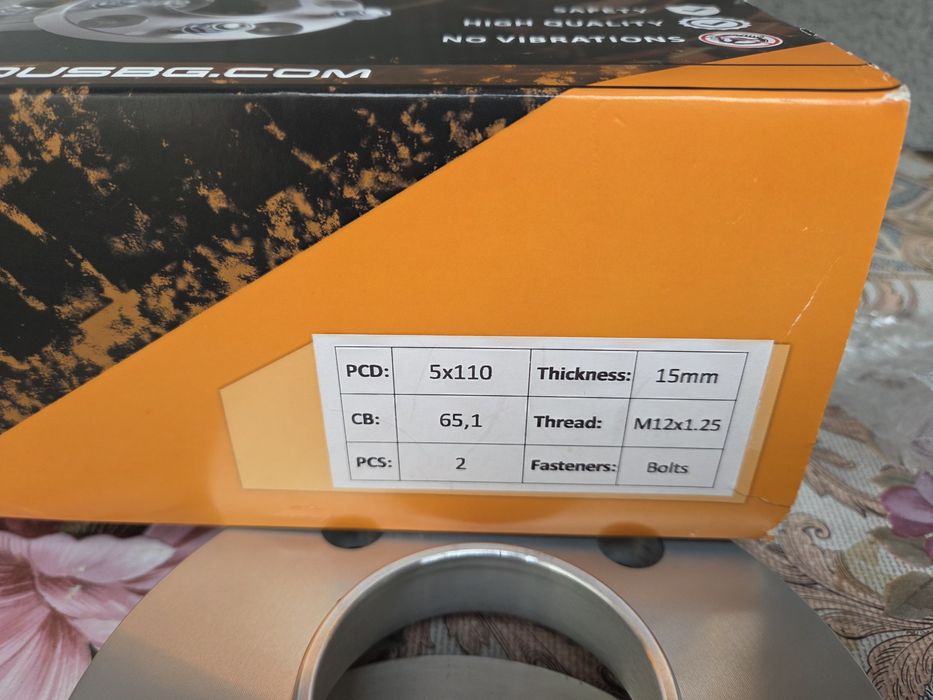 SAFETY
HIGH QUALITY
NO VIBRATIONS
OUSBG.COM
PCD: 5x110 Thickness: 15mm
CB: 65,1 Thread: M12x1.25
PCS: 2 Fasteners: Bolts